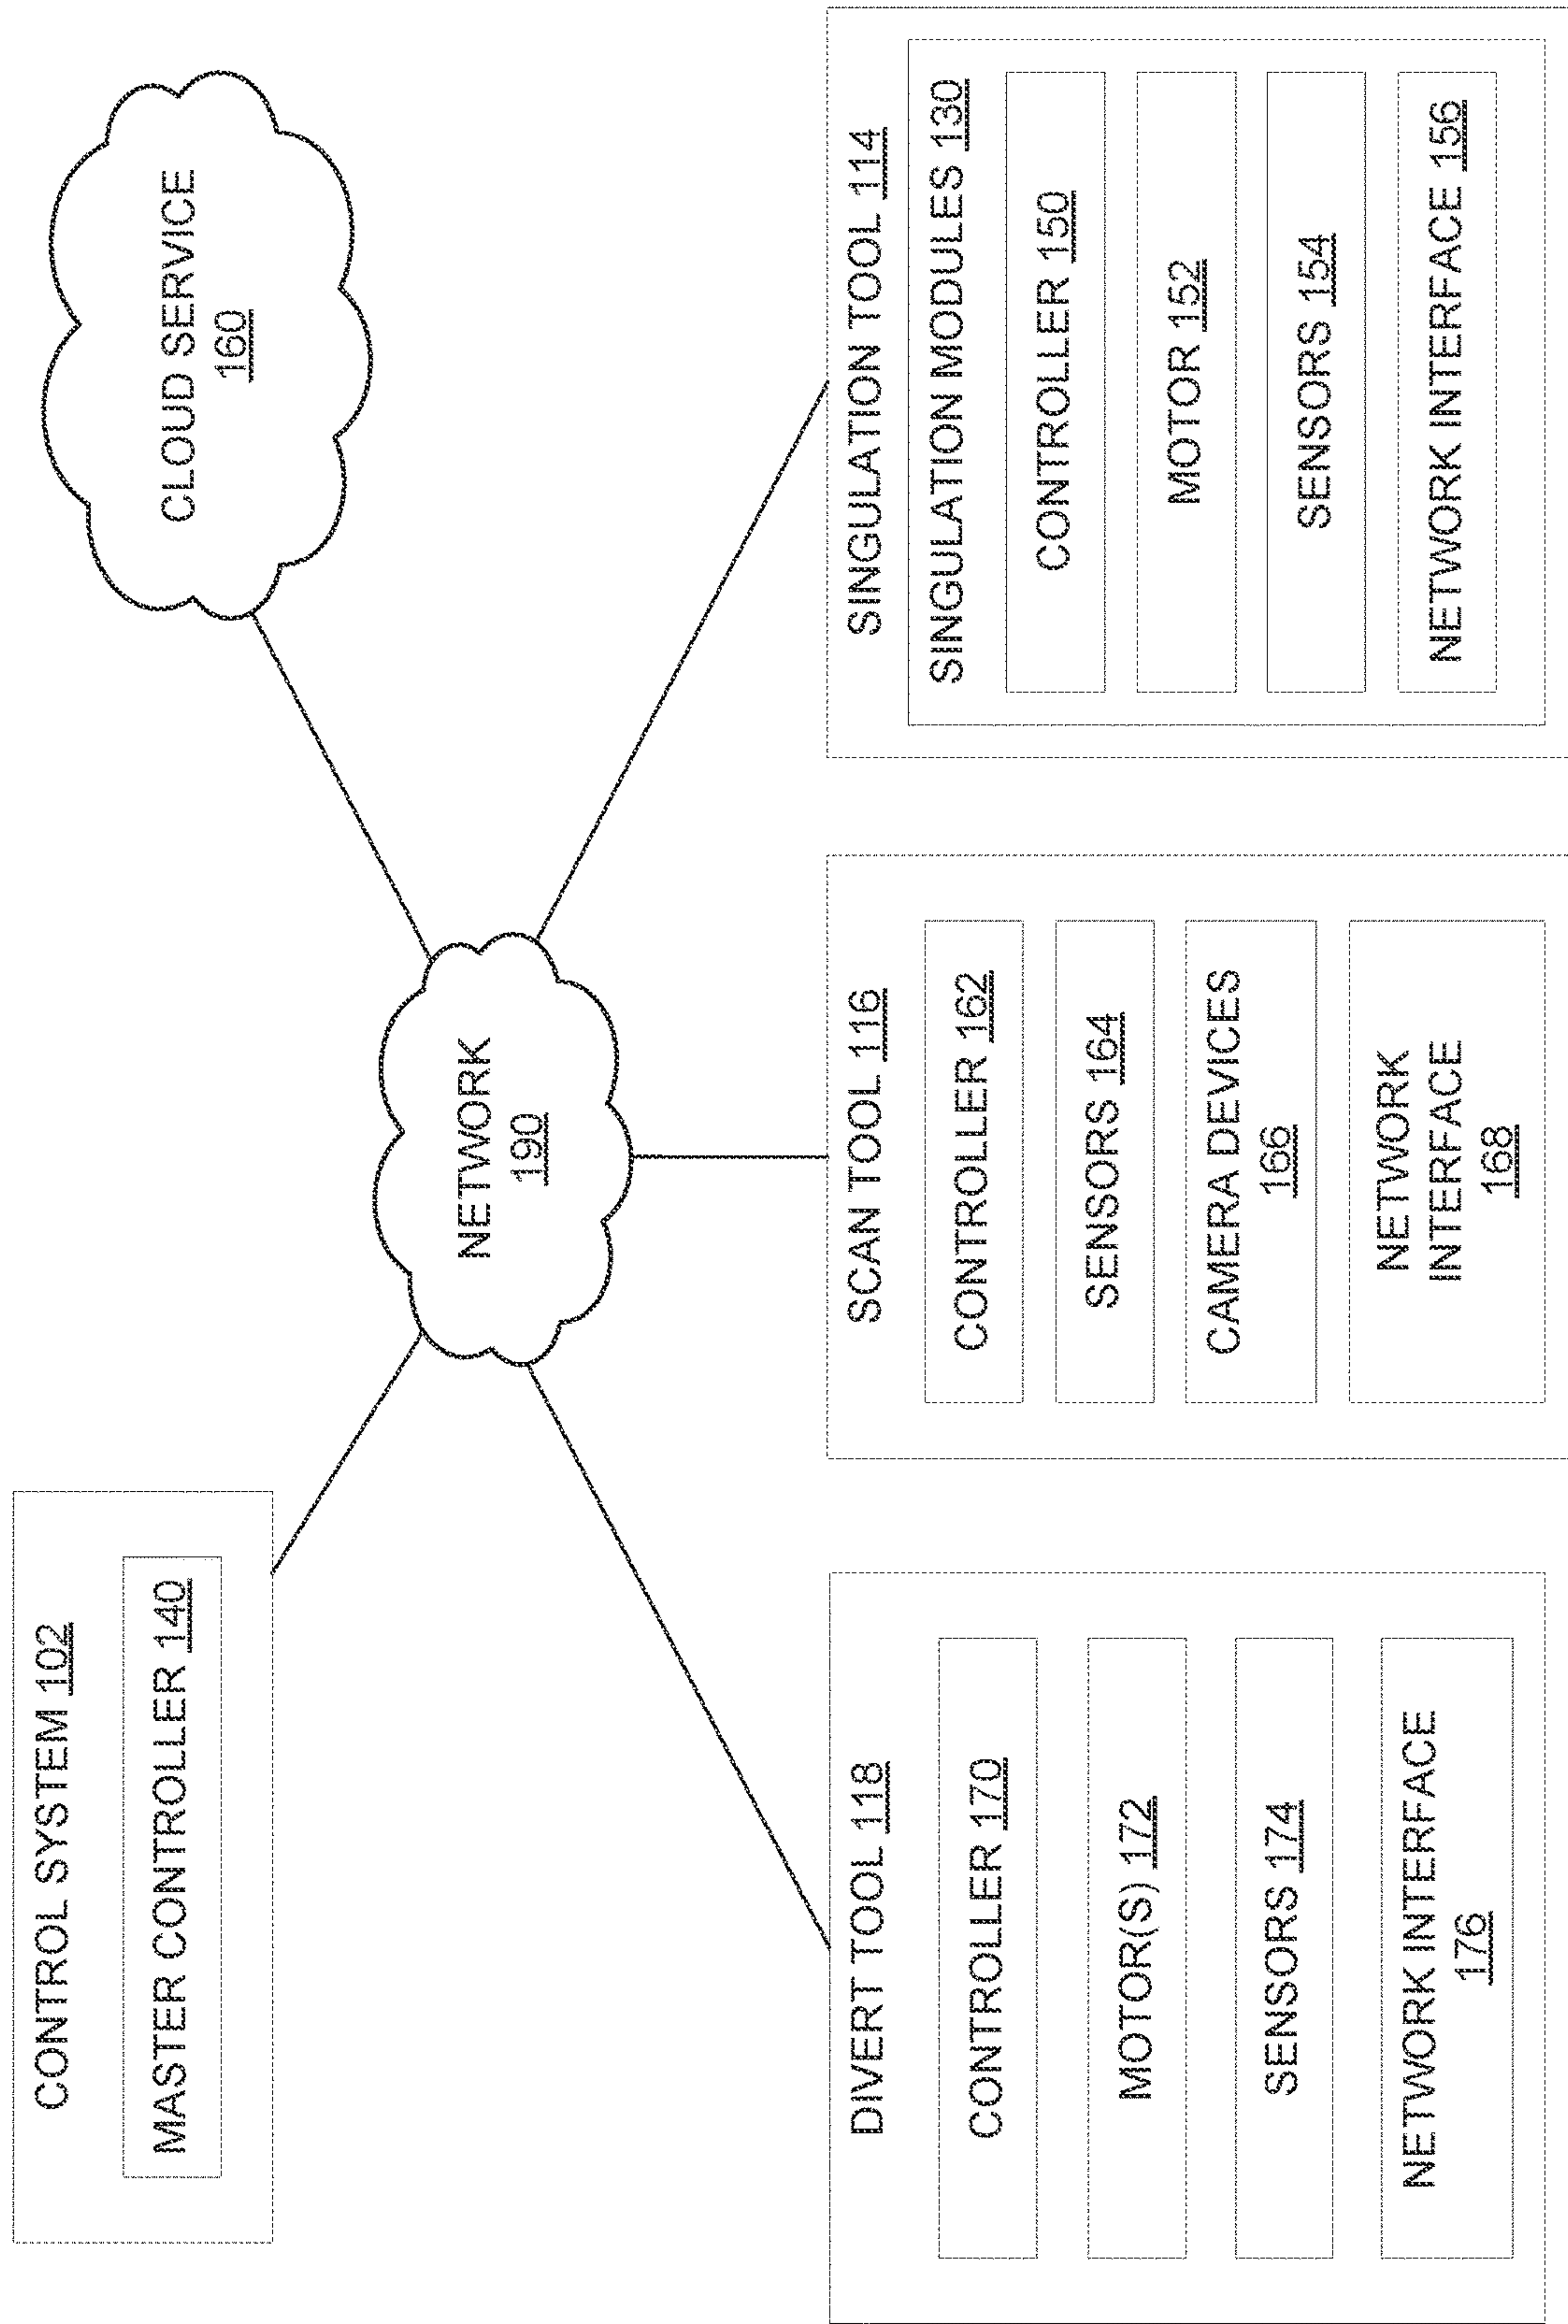 CONTROL SYSTEM 102
MASTER CONTROLLER 140
NETWORK
190
CLOUD SERVICE
160
DIVERT TOOL 118
CONTROLLER 170
MOTOR(S) 172
SENSORS 174
NETWORK INTERFACE
176
SCAN TOOL 116
CONTROLLER 162
SENSORS 164
CAMERA DEVICES
166
NETWORK
INTERFACE
168
SINGULATION TOOL 114
SINGULATION MODULES 130
CONTROLLER 150
MOTOR 152
SENSORS 154
NETWORK INTERFACE 156